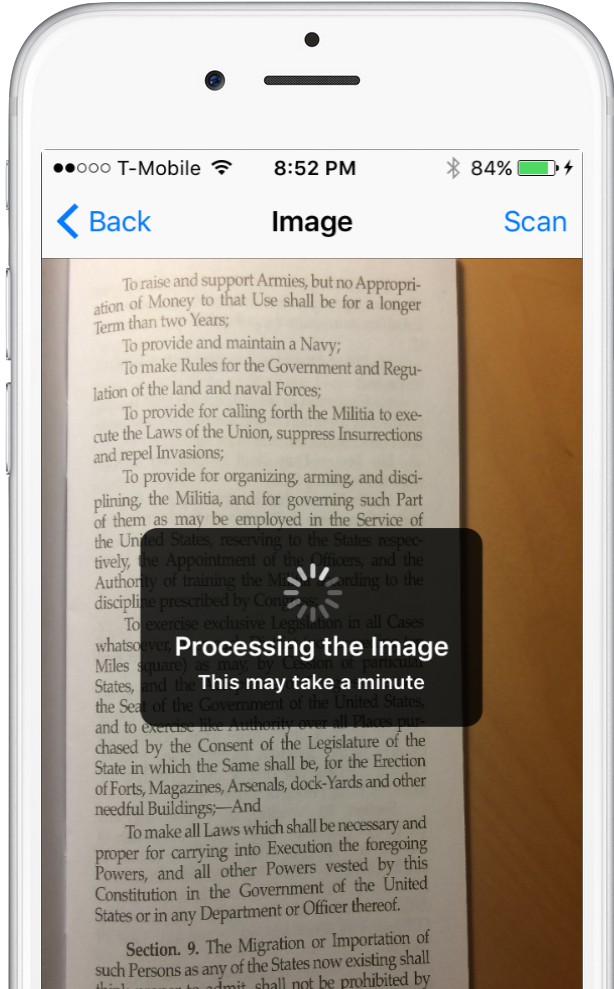 T-Mobile 8:52 PM 84%
Back Image Scan
To raise and support Armies, but no Appropri-
ation of Money to that Use shall be for a longer
Term than two Years;
To provide and maintain a Navy;
To make Rules for the Government and Regu-
lation of the land and naval Forces;
To provide for calling forth the Militia to exe-
cute the Laws of the Union, suppress Insurrections
and repel Invasions;
To provide for organizing, arming, and disci-
plining, the Militia, and for governing such Part
of them as may be employed in the Service of
the United States, reserving to the States respec-
tively, the Appointment of the Officers, and the
Authority of training the to the
discipline prescribed by Congress;
To exercise exclusive Legislation in all Cases
whatsoever,
Processing the Image
Miles square) as may, by Cession of particular
States, and the
This may take a minute
the Seat of the Government of the United States,
and to exercise like Authority over all Places pur-
chased by the Consent of the Legislature of the
State in which the Same shall be, for the Erection
of Forts, Magazines, Arsenals, dock-Yards and other
needful Buildings;—And
To make all Laws which shall be necessary and
proper for carrying into Execution the foregoing
Powers, and all other Powers vested by this
Constitution in the Government of the United
States or in any Department or Officer thereof.
Section. 9. The Migration or Importation of
such Persons as any of the States now existing shall
think proper to admit, shall not be prohibited by